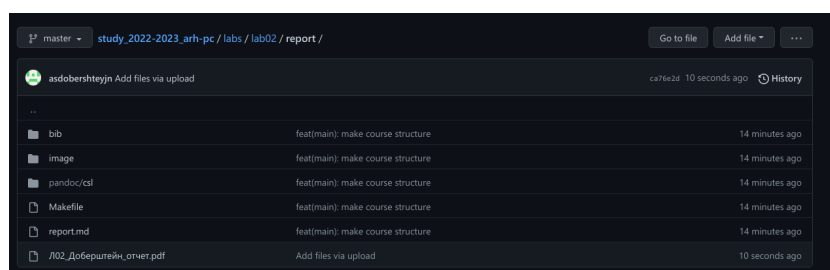 master study_2022-2023_arh-pc / labs / lab02 / report / Go to file Add file ...
asdobershteyjn Add files via upload ca76e2d 10 seconds ago History
..
bib feat(main): make course structure 14 minutes ago
image feat(main): make course structure 14 minutes ago
pandoc/csl feat(main): make course structure 14 minutes ago
Makefile feat(main): make course structure 14 minutes ago
report.md feat(main): make course structure 14 minutes ago
Л02_Доберштейн_отчет.pdf Add files via upload 10 seconds ago